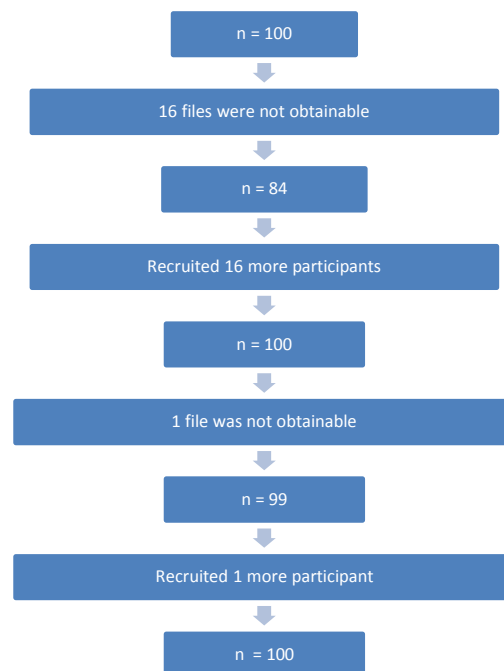 n = 100
16 files were not obtainable
n = 84
Recruited 16 more participants
n = 100
1 file was not obtainable
n = 99
Recruited 1 more participant
n = 100